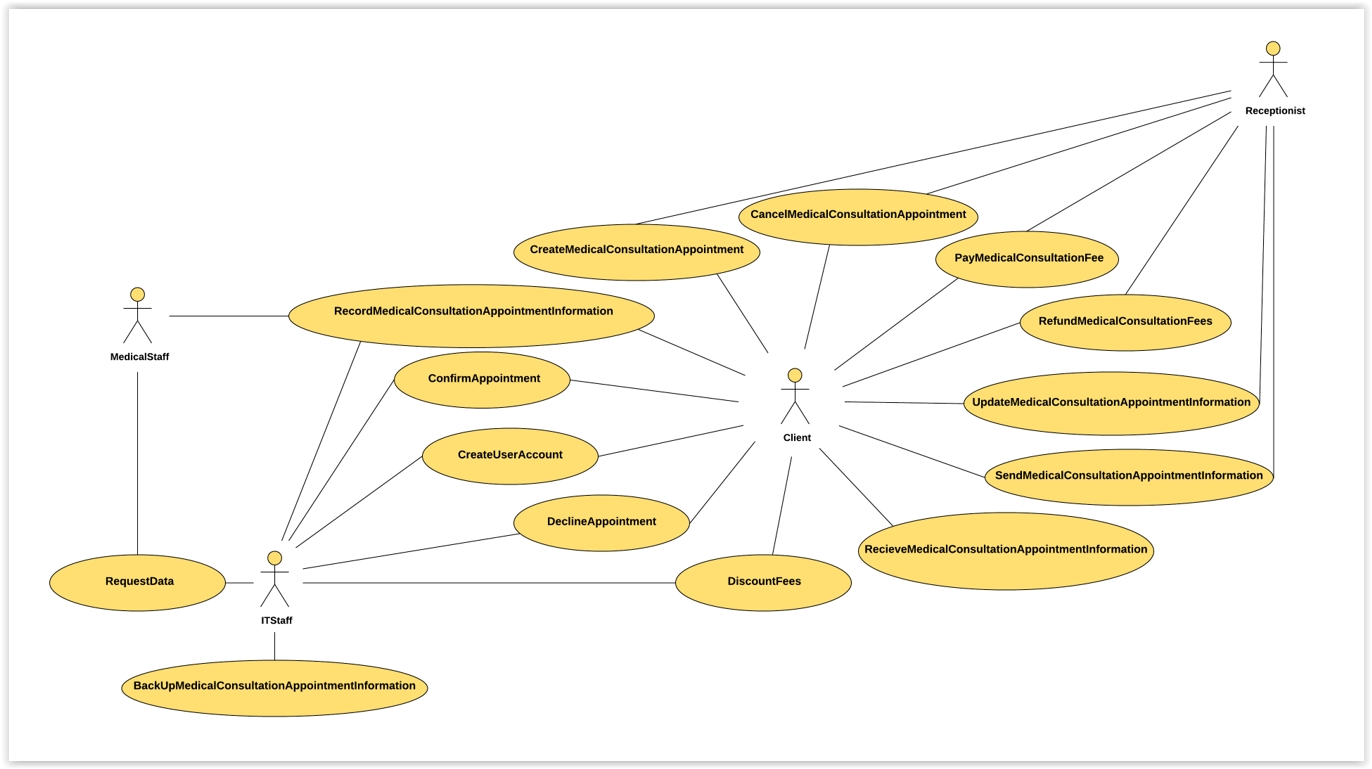 Receptionist
CancelMedicalConsultationAppointment
CreateMedicalConsultationAppointment
PayMedicalConsultationFee
RecordMedicalConsultationAppointmentInformation
RefundMedicalConsultationFees
MedicalStaff
ConfirmAppointment
UpdateMedicalConsultationAppointmentInformation
Client
CreateUserAccount
SendMedicalConsultationAppointmentInformation
DeclineAppointment
RecieveMedicalConsultationAppointmentInformation
RequestData
DiscountFees
ITStaff
BackUpMedicalConsultationAppointmentInformation